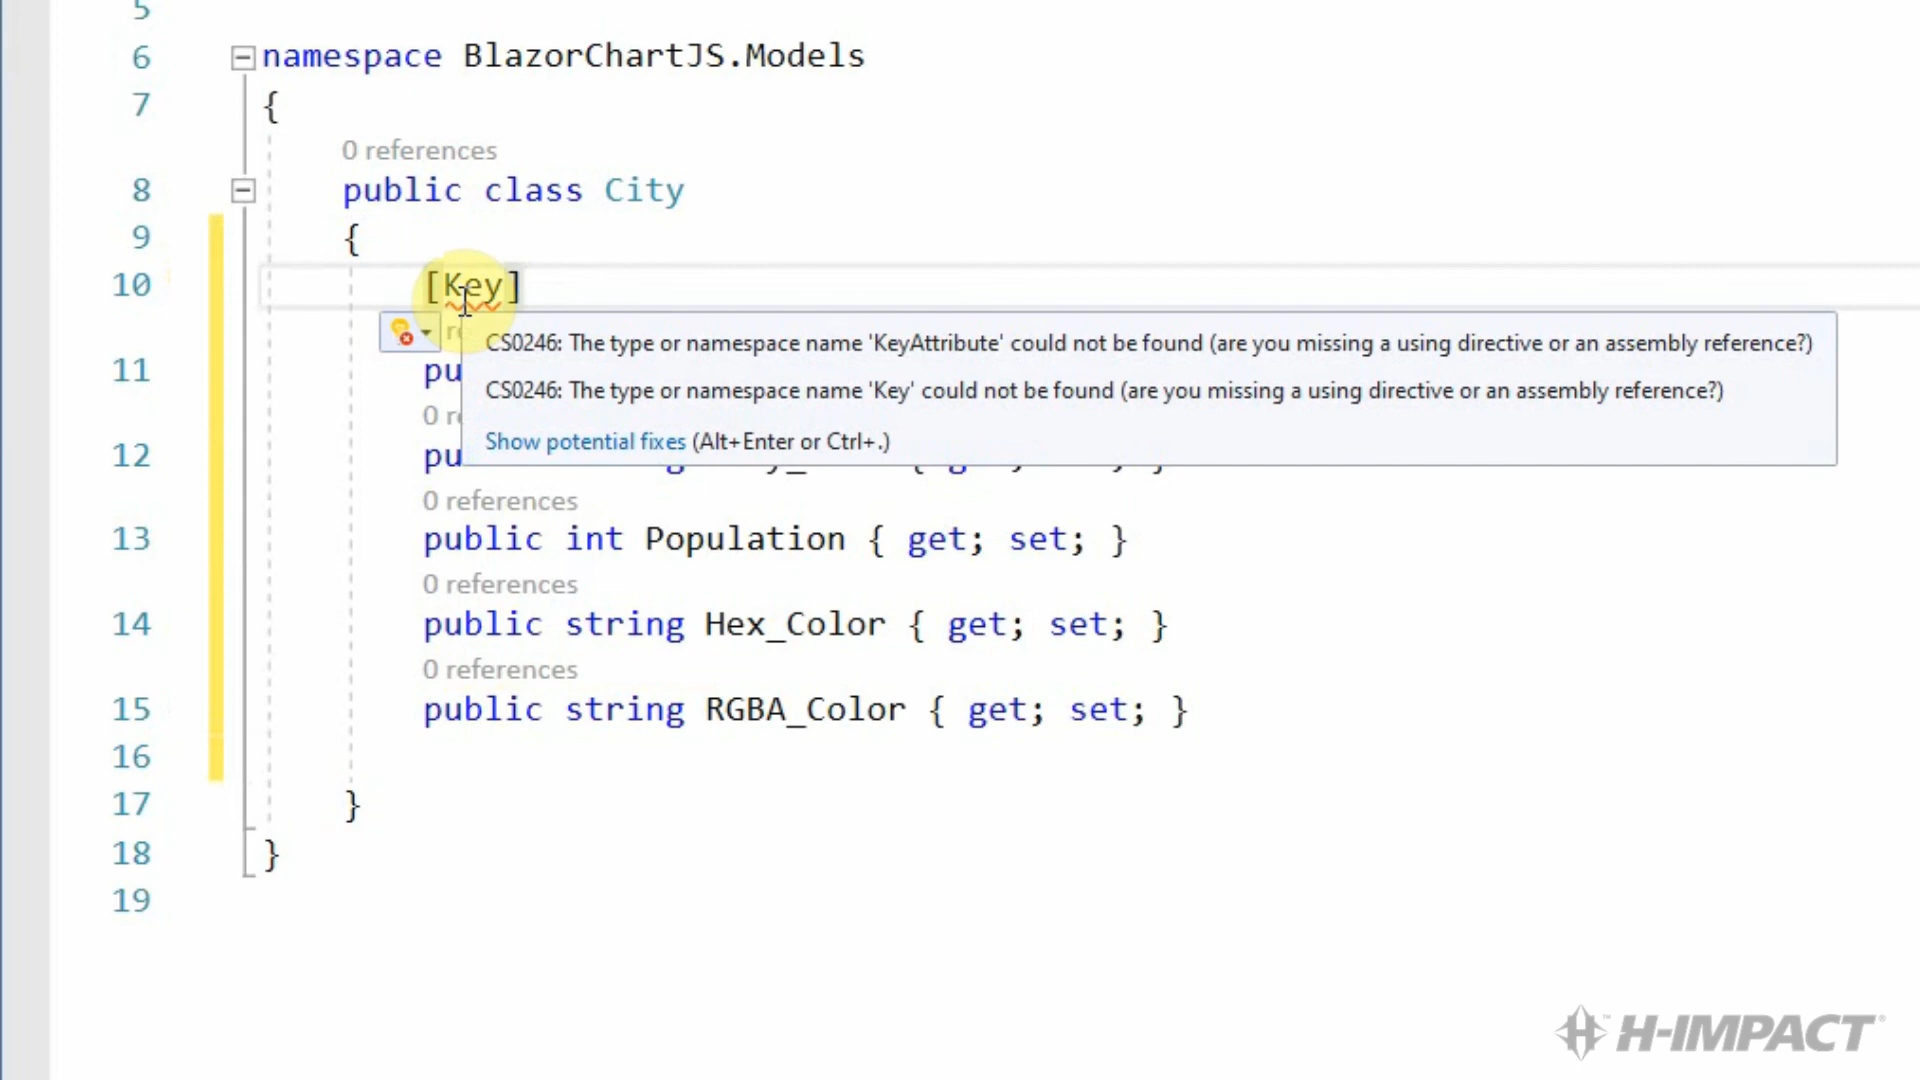 5
6 namespace BlazorChartJS.Models
7 {
0 references
8 public class City
9 {
10 [Key]
CS0246: The type or namespace name 'KeyAttribute' could not be found (are you missing a using directive or an assembly reference?)
11 pu
CS0246: The type or namespace name 'Key' could not be found (are you missing a using directive or an assembly reference?)
0 re
Show potential fixes (Alt+Enter or Ctrl+.)
12 pu
0 references
13 public int Population { get; set; }
0 references
14 public string Hex_Color { get; set; }
0 references
15 public string RGBA_Color { get; set; }
16
17 }
18 }
19
H-IMPACT